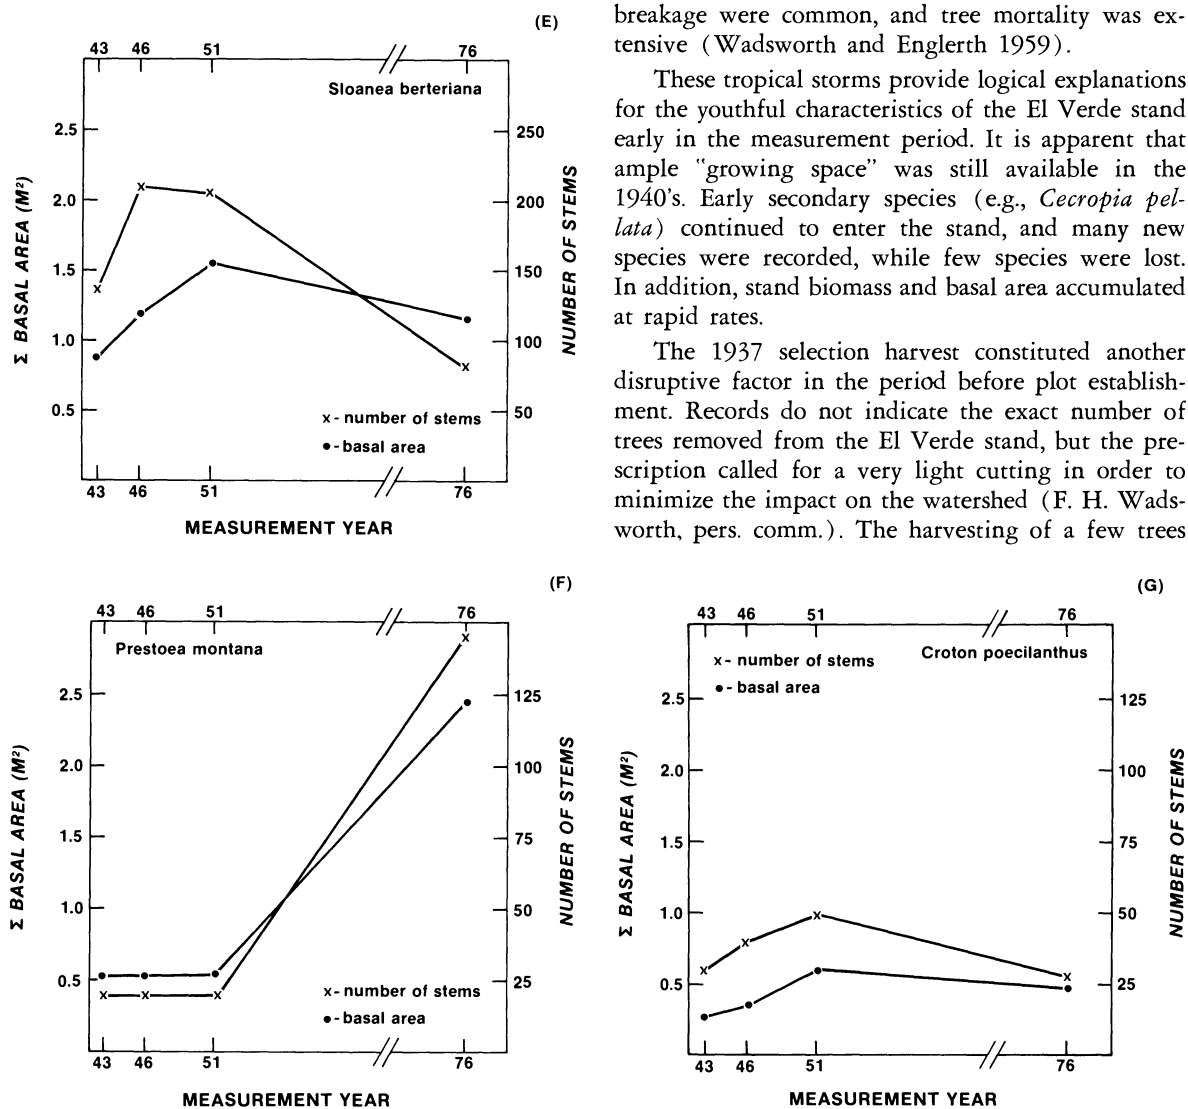 (E)
43 46 51 76
Sloanea berteriana
2.5
2.0
1.5
1.0
0.5
Σ BASAL AREA (M²)
250
200
150
100
50
NUMBER OF STEMS
x - number of stems
● - basal area
43 46 51 76
MEASUREMENT YEAR
breakage were common, and tree mortality was ex-
tensive (Wadsworth and Englerth 1959).
These tropical storms provide logical explanations
for the youthful characteristics of the El Verde stand
early in the measurement period. It is apparent that
ample "growing space" was still available in the
1940's. Early secondary species (e.g., Cecropia pel-
lata) continued to enter the stand, and many new
species were recorded, while few species were lost.
In addition, stand biomass and basal area accumulated
at rapid rates.
The 1937 selection harvest constituted another
disruptive factor in the period before plot establish-
ment. Records do not indicate the exact number of
trees removed from the El Verde stand, but the pre-
scription called for a very light cutting in order to
minimize the impact on the watershed (F. H. Wads-
worth, pers. comm.). The harvesting of a few trees
(F)
43 46 51 76
Prestoea montana
2.5
2.0
1.5
1.0
0.5
Σ BASAL AREA (M²)
125
100
75
50
25
NUMBER OF STEMS
x - number of stems
● - basal area
43 46 51 76
MEASUREMENT YEAR
(G)
43 46 51 76
x - number of stems
● - basal area
Croton poecilanthus
2.5
2.0
1.5
1.0
0.5
Σ BASAL AREA (M²)
125
100
75
50
25
NUMBER OF STEMS
43 46 51 76
MEASUREMENT YEAR